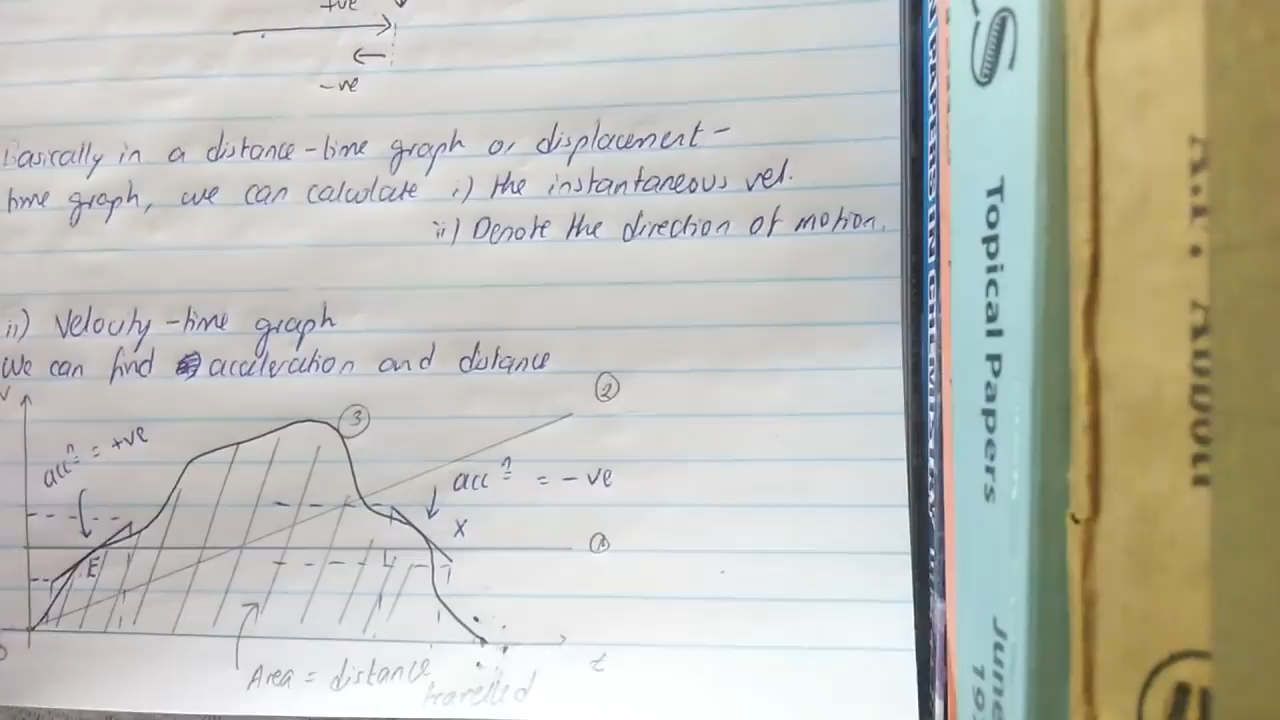 +ve
-ve
Basically in a distance-time graph or displacement-
time graph, we can calculate i) the instantaneous vel.
ii) Denote the direction of motion.
ii) Velocity-time graph
We can find acceleration and distance
V
acc? = +ve
3
2
acc? = -ve
X
E
L
1
t
Area = distance
travelled
Topical Papers
June